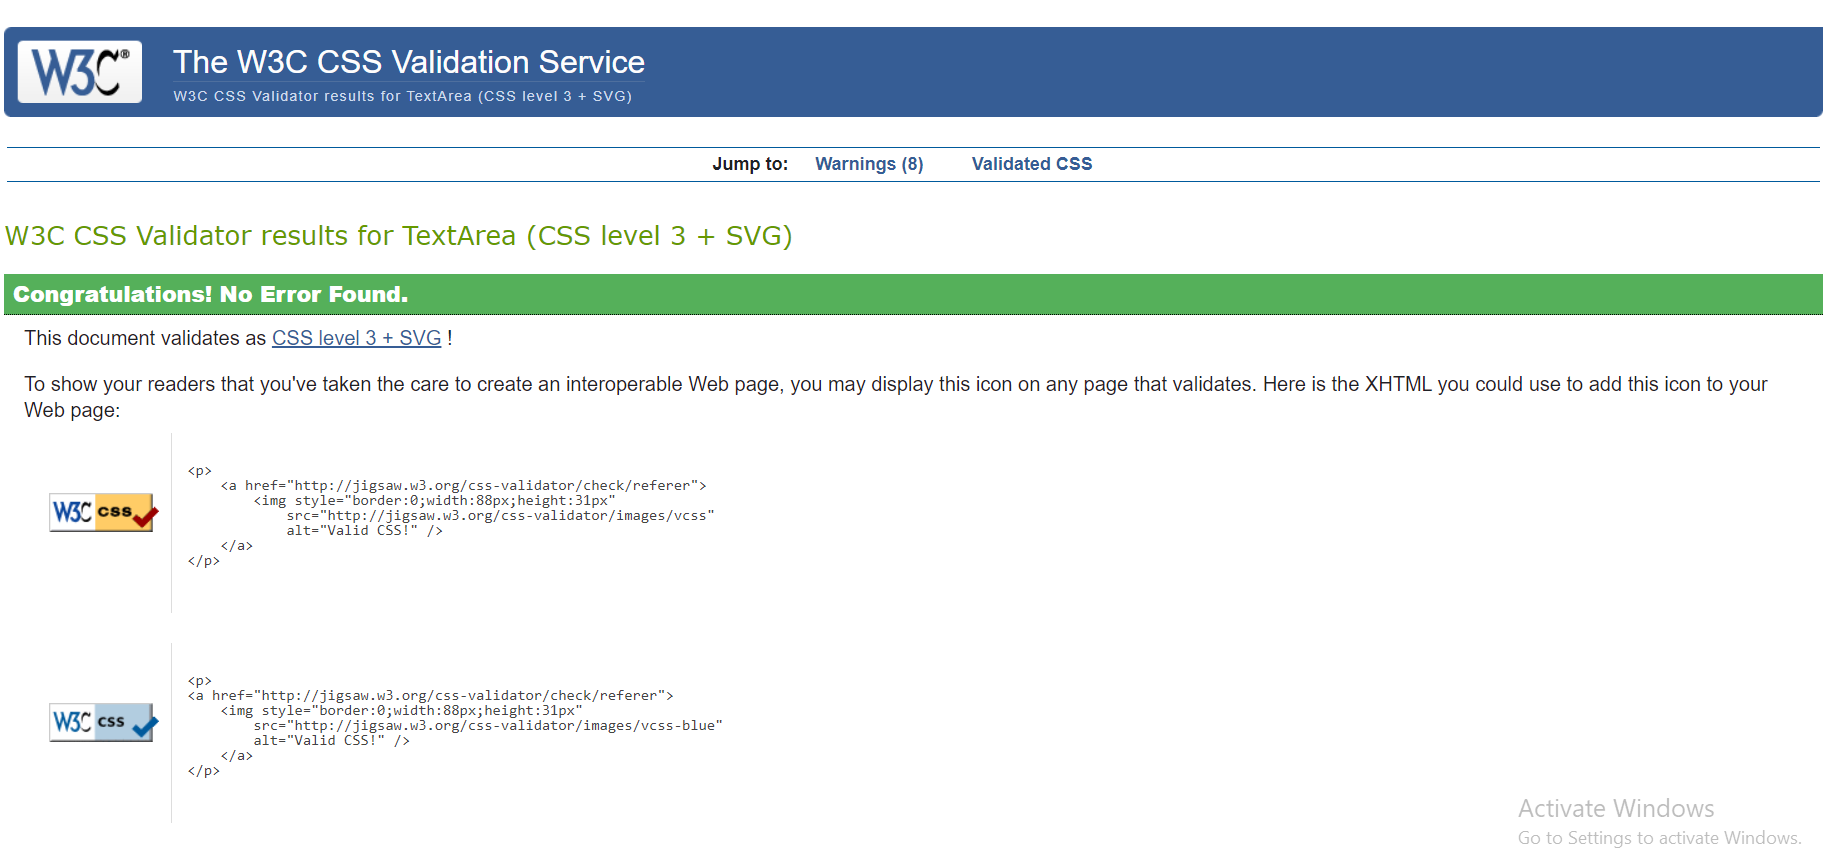 W3C®
The W3C CSS Validation Service
W3C CSS Validator results for TextArea (CSS level 3 + SVG)
Jump to: Warnings (8) Validated CSS
W3C CSS Validator results for TextArea (CSS level 3 + SVG)
Congratulations! No Error Found.
This document validates as CSS level 3 + SVG !
To show your readers that you've taken the care to create an interoperable Web page, you may display this icon on any page that validates. Here is the XHTML you could use to add this icon to your
Web page:
W3C css
<p>
<a href="http://jigsaw.w3.org/css-validator/check/referer">
<img style="border:0;width:88px;height:31px"
src="http://jigsaw.w3.org/css-validator/images/vcss"
alt="Valid CSS!" />
</a>
</p>
W3C css
<p>
<a href="http://jigsaw.w3.org/css-validator/check/referer">
<img style="border:0;width:88px;height:31px"
src="http://jigsaw.w3.org/css-validator/images/vcss-blue"
alt="Valid CSS!" />
</a>
</p>
Activate Windows
Go to Settings to activate Windows.